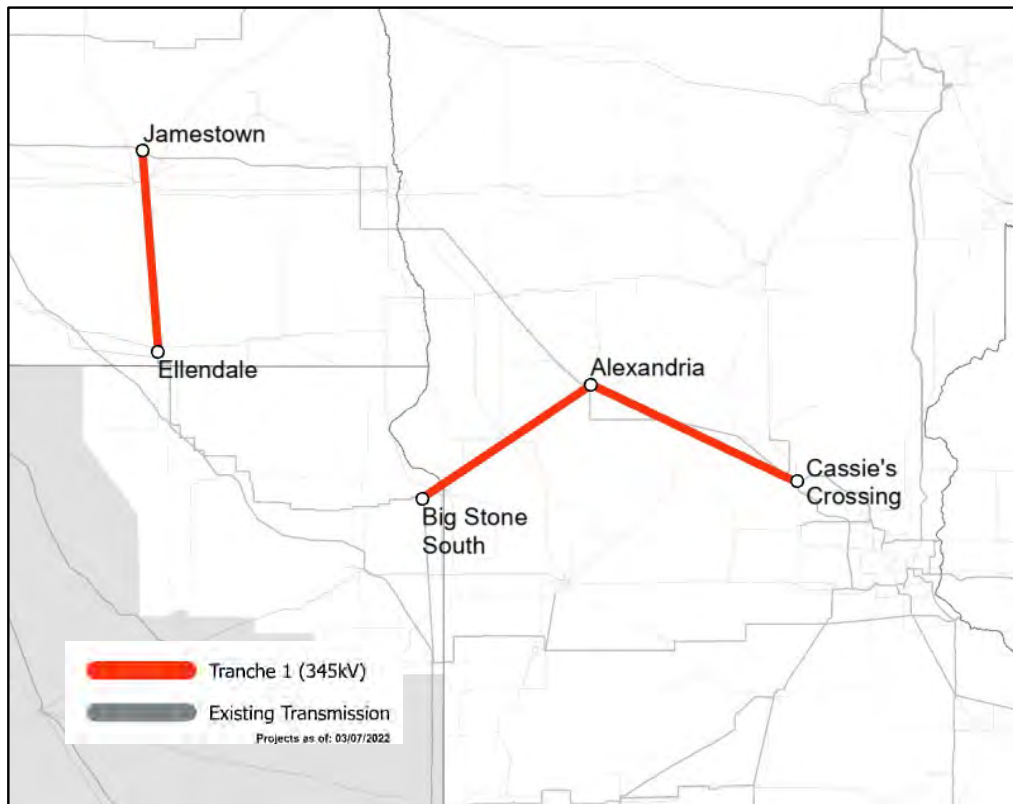 Jamestown
Ellendale
Alexandria
Cassie's
Crossing
Big Stone
South
Tranche 1 (345kV)
Existing Transmission
Projects as of: 03/07/2022